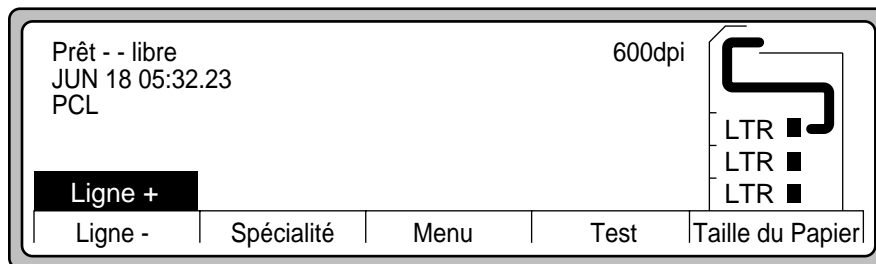 Prêt - - libre 600dpi
JUN 18 05:32.23
PCL
LTR
LTR
LTR
Ligne +
Ligne - Spécialité Menu Test Taille du Papier